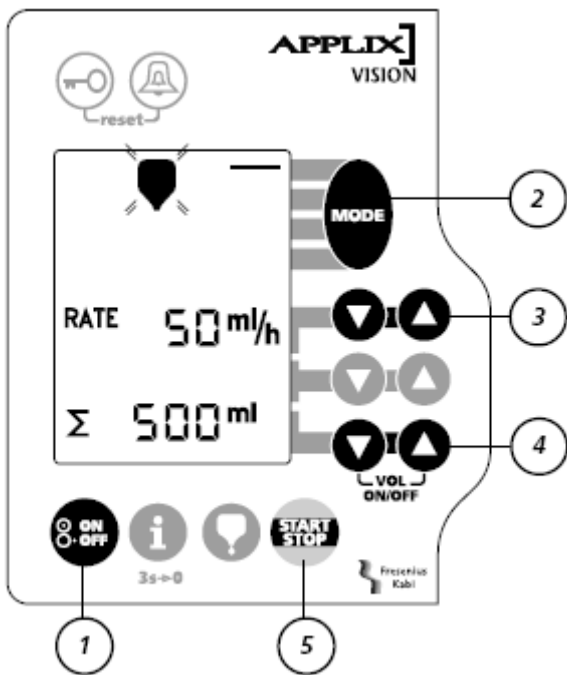 APPLIX
VISION
reset
MODE
2
RATE 50 ml/h
3
Σ 500 ml
4
VOL
ON/OFF
ON
OFF
i
START
STOP
3s→0
Fresenius
Kabi
1
5